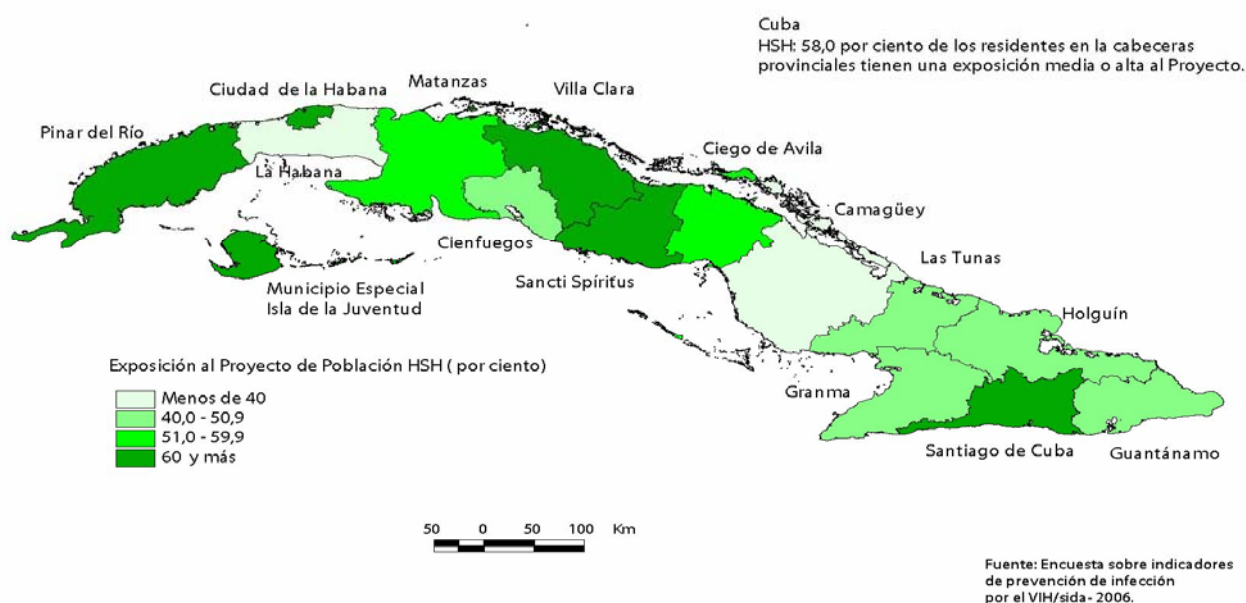 Cuba
HSH: 58,0 por ciento de los residentes en la cabeceras
provinciales tienen una exposición media o alta al Proyecto.
Matanzas
Ciudad de la Habana
Villa Clara
Pinar del Río
Ciego de Avila
La Habana
Camagüey
Cienfuegos
Las Tunas
Sancti Spíritus
Municipio Especial
Isla de la Juventud
Holguín
Exposición al Proyecto de Población HSH ( por ciento)
Granma
Menos de 40
40,0 - 50,9
51,0 - 59,9
60 y más
Santiago de Cuba
Guantánamo
50 0 50 100 Km
Fuente: Encuesta sobre indicadores
de prevención de infección
por el VIH/sida- 2006.